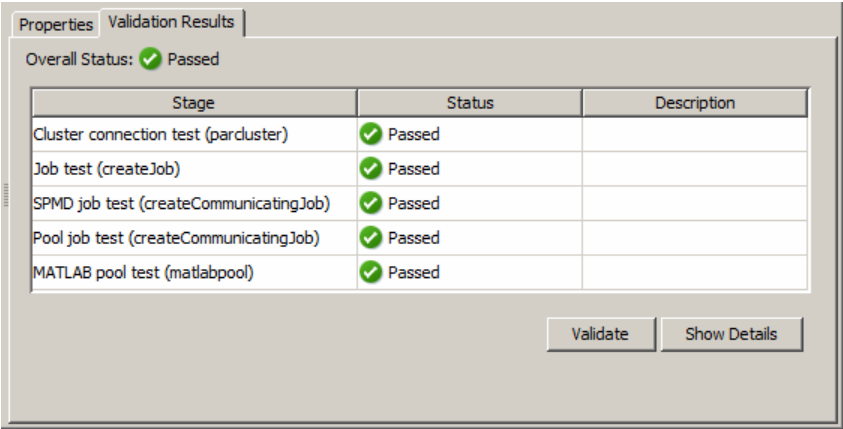 Properties Validation Results
Overall Status: Passed
Stage Status Description
Cluster connection test (parcluster) Passed
Job test (createJob) Passed
SPMD job test (createCommunicatingJob) Passed
Pool job test (createCommunicatingJob) Passed
MATLAB pool test (matlabpool) Passed
Validate Show Details